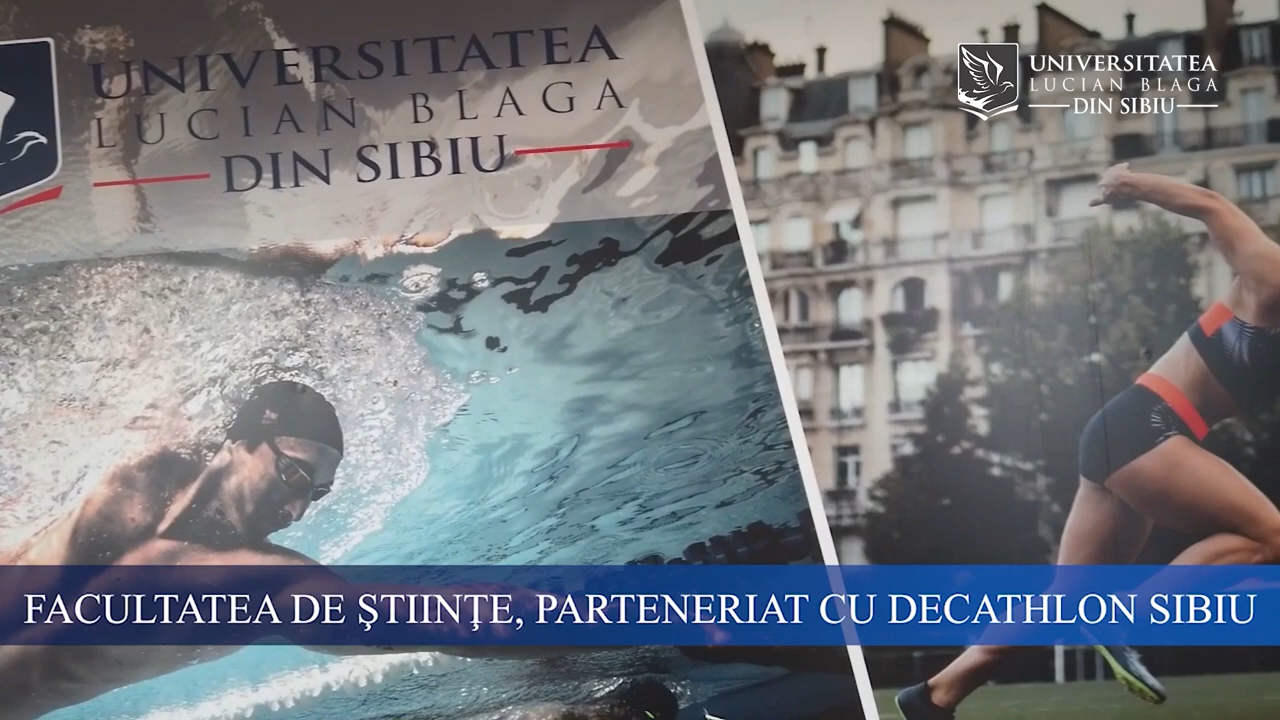 UNIVERSITATEA
LUCIAN BLAGA
DIN SIBIU
UNIVERSITATEA
LUCIAN BLAGA
DIN SIBIU
FACULTATEA DE ŞTIINŢE, PARTENERIAT CU DECATHLON SIBIU